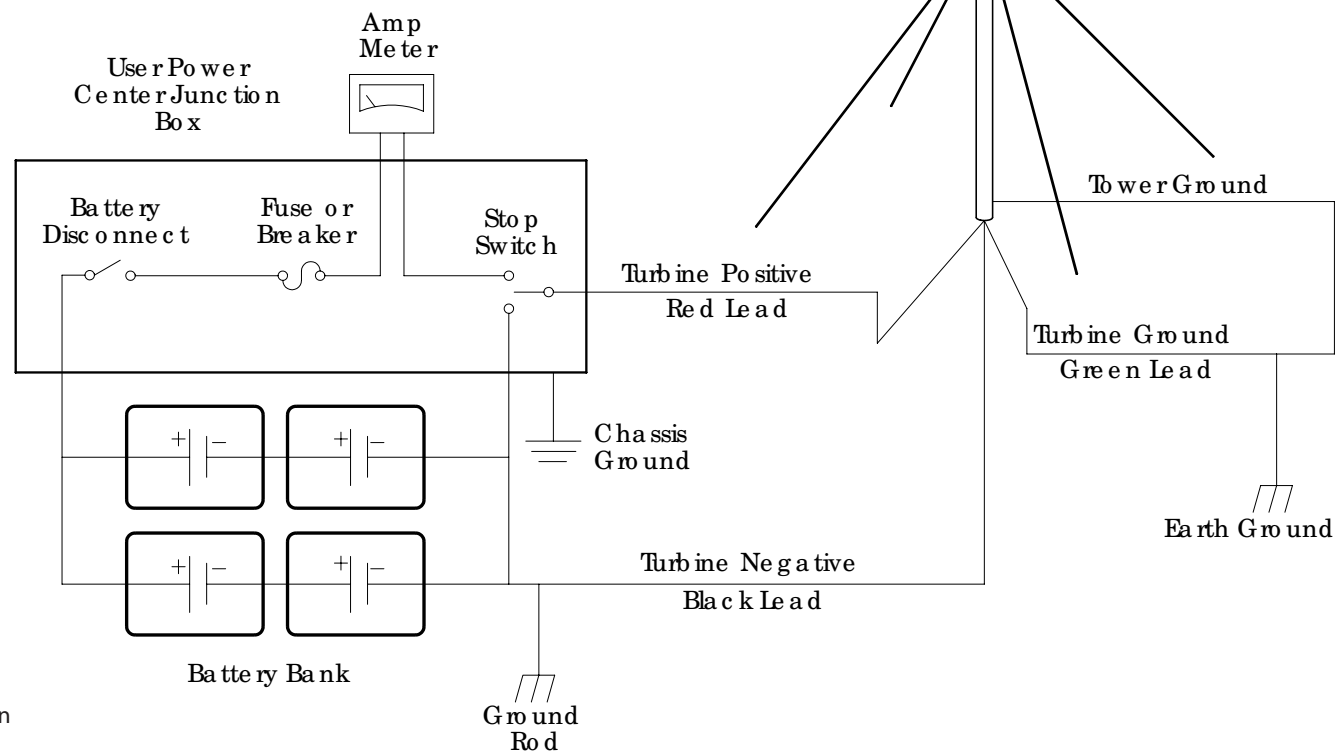 Amp
Meter
User Power
Center Junction
Box
Battery
Disconnect
Fuse or
Breaker
Stop
Switch
Tower Ground
Turbine Positive
Red Lead
Turbine Ground
Green Lead
+ − + −
Chassis
Ground
Earth Ground
+ − + −
Turbine Negative
Black Lead
Battery Bank
Ground
Rod
n